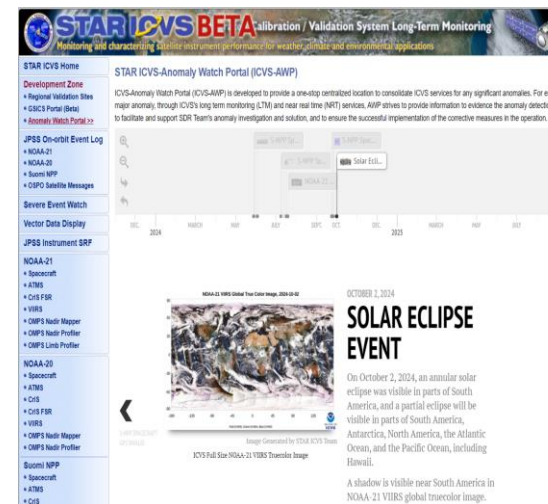 STAR ICVS BETA Calibration / Validation System Long-Term Monitoring
Monitoring and characterizing satellite instrument performance for weather, climate and environmental applications
STAR ICVS Home
Development Zone
Regional Validation Sites
GSICS Portal (Beta)
Anomaly Watch Portal >>
JPSS On-orbit Event Log
NOAA-21
NOAA-20
Suomi NPP
OSPO Satellite Messages
Severe Event Watch
Vector Data Display
JPSS Instrument SRF
NOAA-21
Spacecraft
ATMS
CrIS FSR
VIIRS
OMPS Nadir Mapper
OMPS Nadir Profiler
OMPS Limb Profiler
NOAA-20
Spacecraft
ATMS
CrIS
CrIS FSR
VIIRS
OMPS Nadir Mapper
OMPS Nadir Profiler
Suomi NPP
Spacecraft
ATMS
CrIS
STAR ICVS-Anomaly Watch Portal (ICVS-AWP)
ICVS-Anomaly Watch Portal (ICVS-AWP) is developed to provide a one-stop centralized location to consolidate ICVS services for any significant anomalies. For e
major anomaly, through ICVS's long term monitoring (LTM) and near real time (NRT) services, AWP strives to provide information to evidence the anomaly detectio
to facilitate and support SDR Team's anomaly investigation and solution, and to ensure the successful implementation of the corrective measures in the operation.
Solar Ecli...
NOAA-21 ...
DEC. 2024 MARCH MAY JULY SEPT. OCT. DEC. 2025 MARCH MAY JULY
NOAA-21 VIIRS Global True Color Image, 2024-10-02
Image Generated by STAR ICVS Team
ICVS Full Size NOAA-21 VIIRS Truecolor Image
OCTOBER 2, 2024
SOLAR ECLIPSE
EVENT
On October 2, 2024, an annular solar
eclipse was visible in parts of South
America, and a partial eclipse will be
visible in parts of South America,
Antarctica, North America, the Atlantic
Ocean, and the Pacific Ocean, including
Hawaii.
A shadow is visible near South America in
NOAA-21 VIIRS global truecolor image.